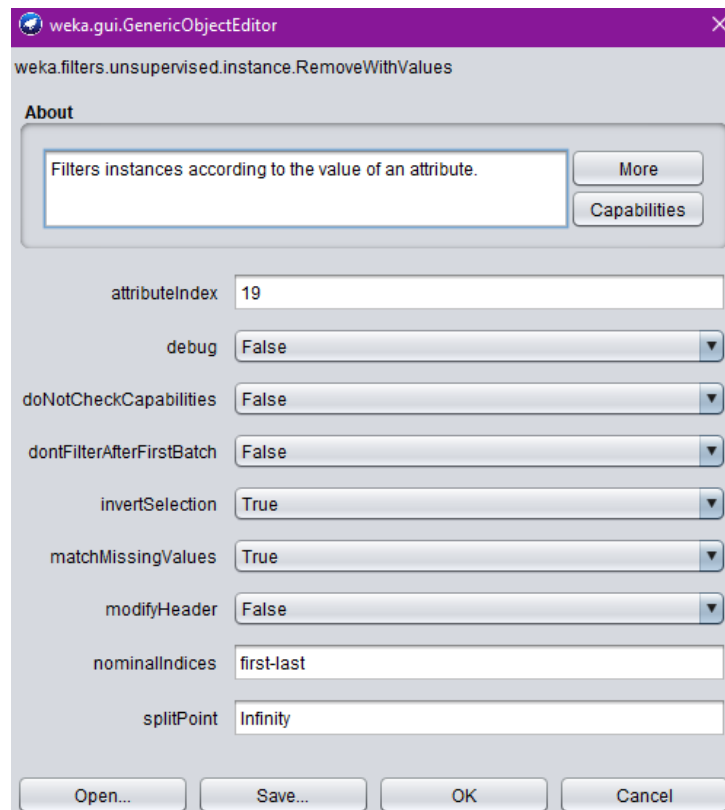 weka.gui.GenericObjectEditor
weka.filters.unsupervised.instance.RemoveWithValues
About
Filters instances according to the value of an attribute.
More
Capabilities
attributeIndex 19
debug False
doNotCheckCapabilities False
dontFilterAfterFirstBatch False
invertSelection True
matchMissingValues True
modifyHeader False
nominalIndices first-last
splitPoint Infinity
Open... Save... OK Cancel